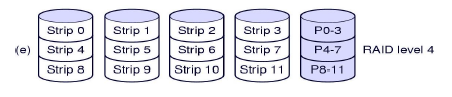 Strip 0 Strip 1 Strip 2 Strip 3 P0-3
(e) Strip 4 Strip 5 Strip 6 Strip 7 P4-7 RAID level 4
Strip 8 Strip 9 Strip 10 Strip 11 P8-11